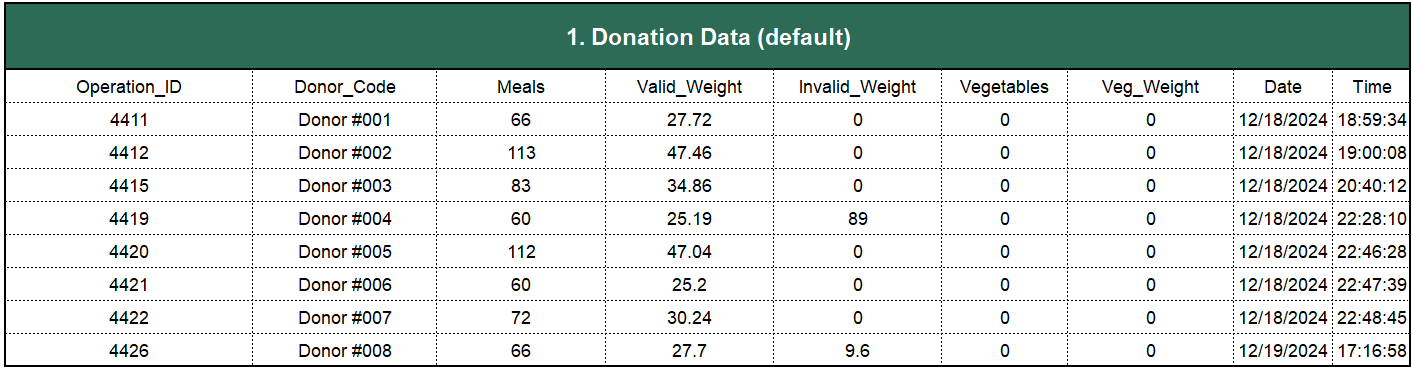 1. Donation Data (default)
Operation_ID Donor_Code Meals Valid_Weight Invalid_Weight Vegetables Veg_Weight Date Time
4411 Donor #001 66 27.72 0 0 0 12/18/2024 18:59:34
4412 Donor #002 113 47.46 0 0 0 12/18/2024 19:00:08
4415 Donor #003 83 34.86 0 0 0 12/18/2024 20:40:12
4419 Donor #004 60 25.19 89 0 0 12/18/2024 22:28:10
4420 Donor #005 112 47.04 0 0 0 12/18/2024 22:46:28
4421 Donor #006 60 25.2 0 0 0 12/18/2024 22:47:39
4422 Donor #007 72 30.24 0 0 0 12/18/2024 22:48:45
4426 Donor #008 66 27.7 9.6 0 0 12/19/2024 17:16:58